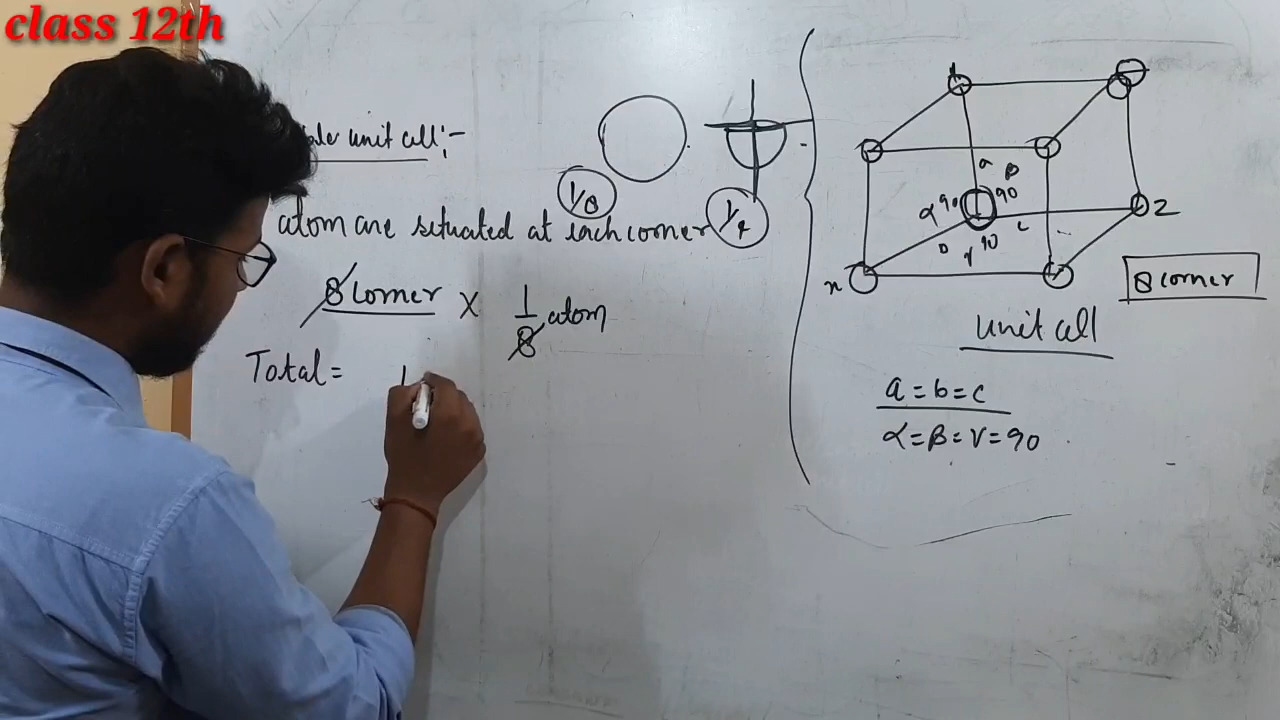 class 12th
unit cell :-
1/8
1/4
atom are situated at each corner
8 Corner × 1/8 atom
Total = 1
y
a β
α 90 90
b γ 90 c
z
x
8 corner
Unit cell
a = b = c
α = β = γ = 90